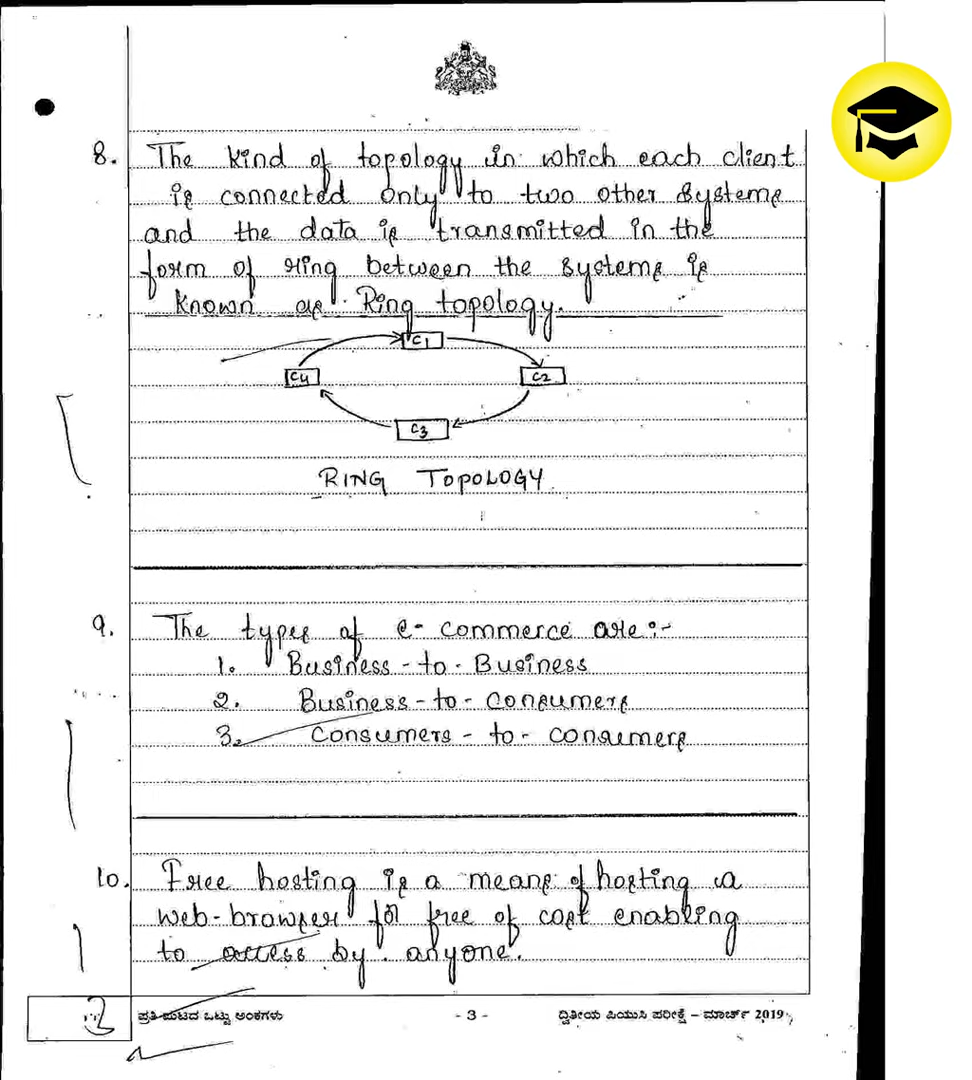 8. The kind of topology in which each client
is connected only to two other systems
and the data is transmitted in the
form of ring between the systems is
known as Ring topology.
C1
C4
C2
C3
RING TOPOLOGY
9. The types of e-commerce are:-
1. Business-to-Business
2. Business-to-Consumers
3. Consumers-to-consumers
10. Free hosting is a means of hosting a
web-browser for free of cost enabling
to access by anyone.
ಪ್ರತಿ ಪುಟದ ಒಟ್ಟು ಅಂಕಗಳು - 3 - ದ್ವಿತೀಯ ಪಿಯುಸಿ ಪರೀಕ್ಷೆ – ಮಾರ್ಚ್ 2019